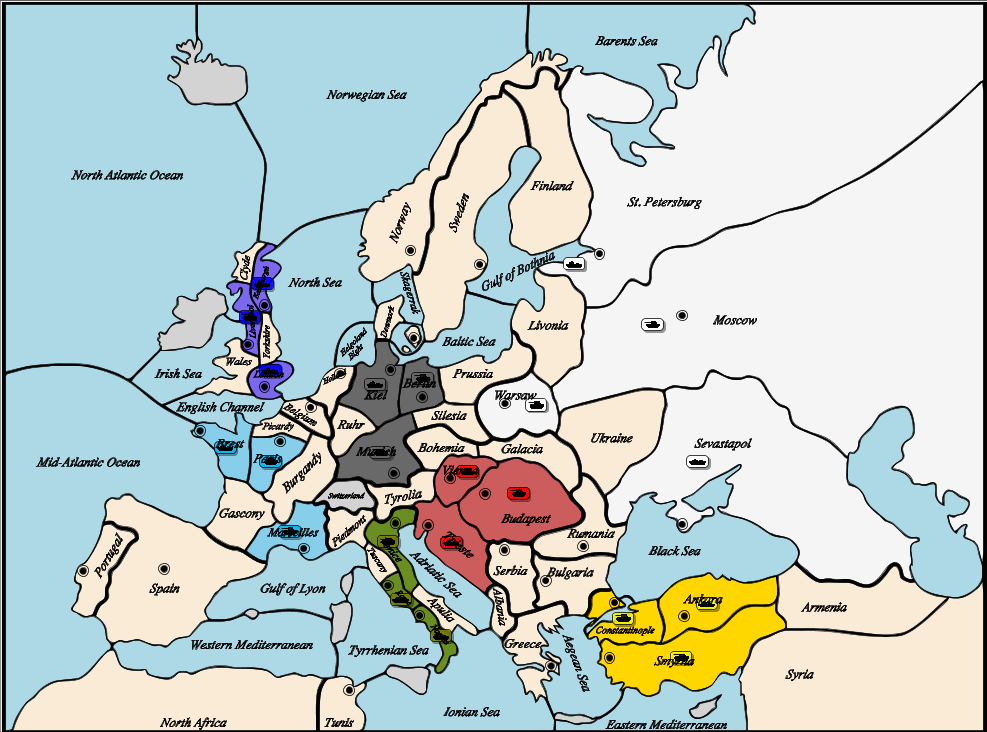 Barents Sea
Norwegian Sea
North Atlantic Ocean
Finland
St. Petersburg
Norway
Sweden
Clyde
Gulf of Bothnia
North Sea
Skagerrak
Livonia
Moscow
Denmark
Yorkshire
Helgoland
Bight
Baltic Sea
Wales
Irish Sea
London
Holland
Kiel
Berlin
Prussia
Warsaw
English Channel
Belgium
Picardy
Ruhr
Silesia
Ukraine
Sevastapol
Brest
Paris
Burgandy
Munich
Bohemia
Galacia
Mid-Atlantic Ocean
Switzerland
Tyrolia
Gascony
Marseilles
Piedmont
Budapest
Rumania
Black Sea
Portugal
Spain
Gulf of Lyon
Tuscany
Adriatic Sea
Serbia
Bulgaria
Apulia
Albania
Ankara
Armenia
Constantinople
Western Mediterranean
Tyrrhenian Sea
Greece
Aegean Sea
Smyrna
Syria
North Africa
Tunis
Ionian Sea
Eastern Mediterranean